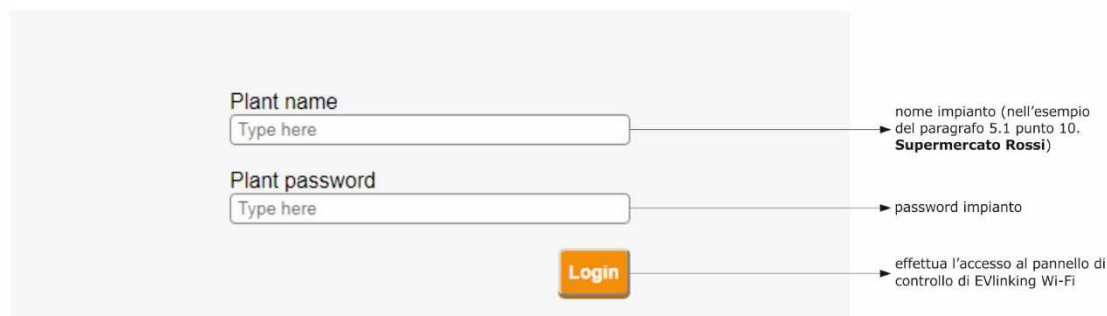 Plant name
Type here
nome impianto (nell'esempio
del paragrafo 5.1 punto 10.
Supermercato Rossi)
Plant password
Type here
password impianto
Login
effettua l'accesso al pannello di
controllo di EVlinking Wi-Fi